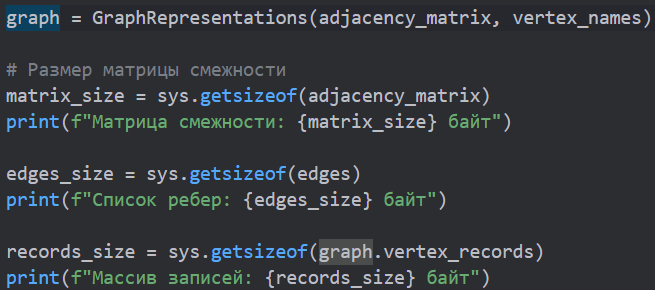 graph = GraphRepresentations(adjacency_matrix, vertex_names)
# Размер матрицы смежности
matrix_size = sys.getsizeof(adjacency_matrix)
print(f"Матрица смежности: {matrix_size} байт")
edges_size = sys.getsizeof(edges)
print(f"Список ребер: {edges_size} байт")
records_size = sys.getsizeof(graph.vertex_records)
print(f"Массив записей: {records_size} байт")